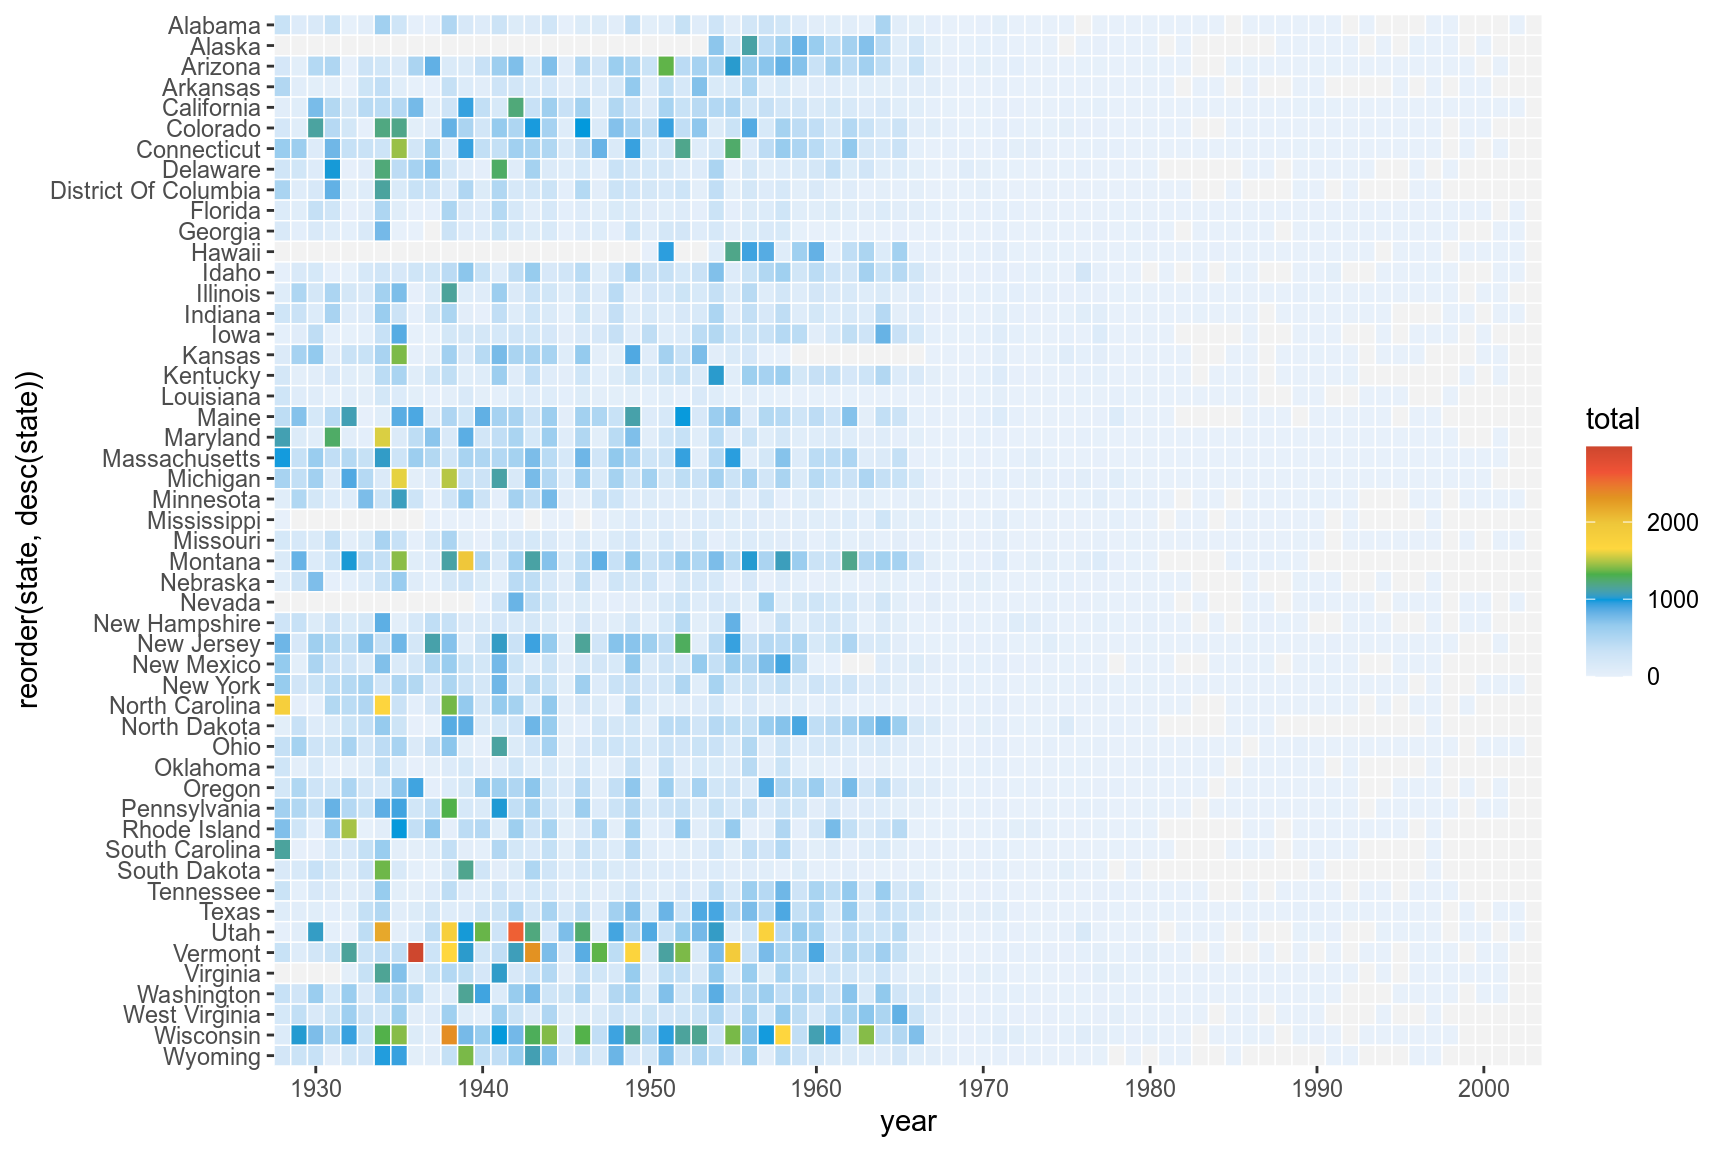 Alabama
Alaska
Arizona
Arkansas
California
Colorado
Connecticut
Delaware
District Of Columbia
Florida
Georgia
Hawaii
Idaho
Illinois
Indiana
Iowa
Kansas
Kentucky
Louisiana
Maine
Maryland
Massachusetts
Michigan
Minnesota
Mississippi
Missouri
Montana
Nebraska
Nevada
New Hampshire
New Jersey
New Mexico
New York
North Carolina
North Dakota
Ohio
Oklahoma
Oregon
Pennsylvania
Rhode Island
South Carolina
South Dakota
Tennessee
Texas
Utah
Vermont
Virginia
Washington
West Virginia
Wisconsin
Wyoming
reorder(state, desc(state))
1930 1940 1950 1960 1970 1980 1990 2000
year
total
2000
1000
0